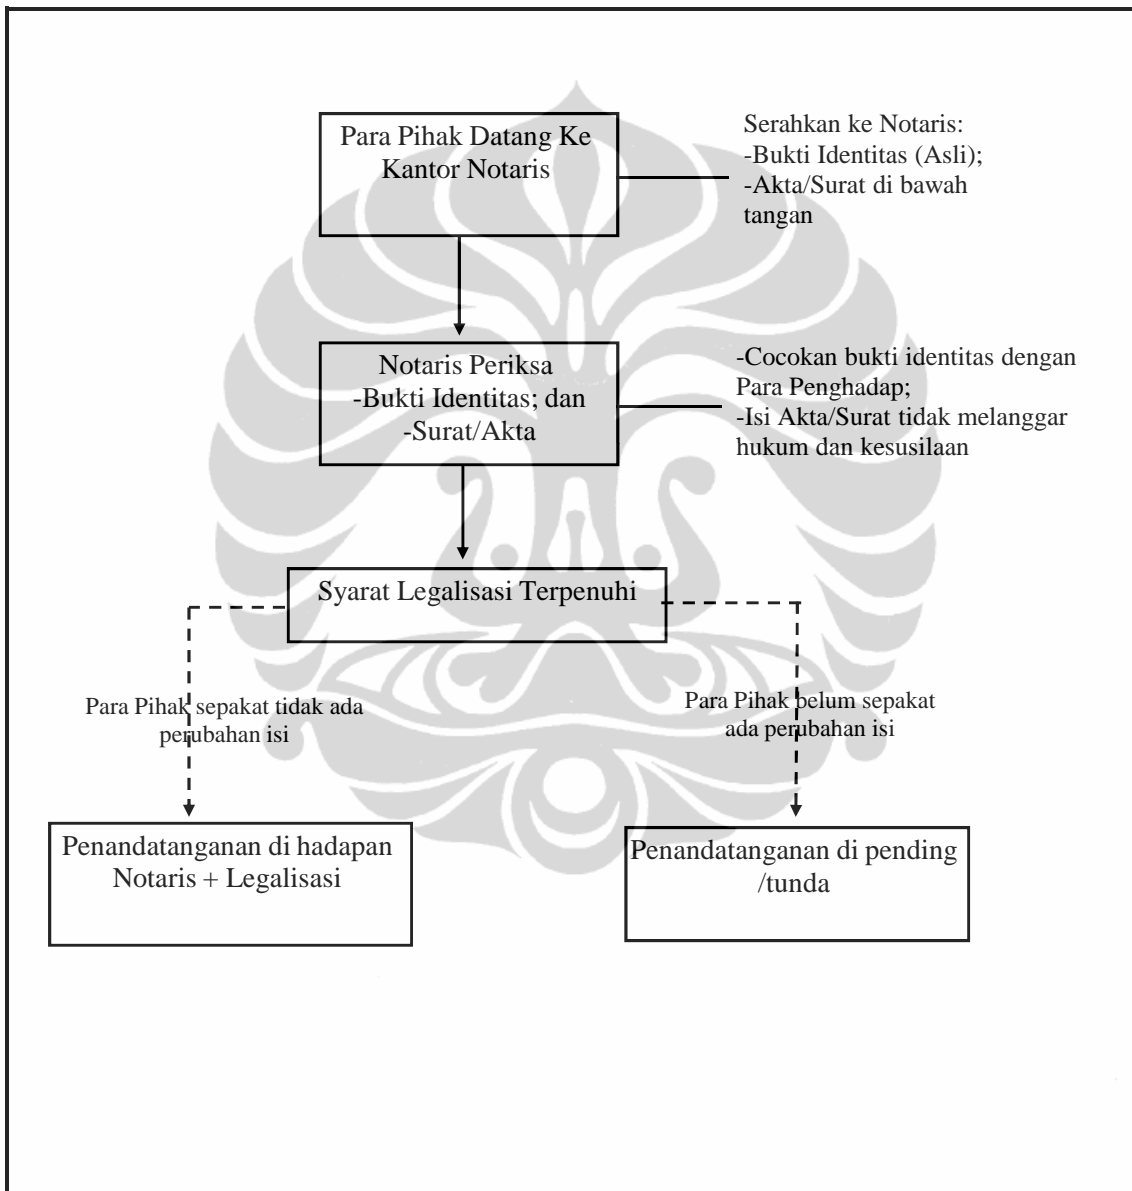 Para Pihak Datang Ke
Kantor Notaris
Serahkan ke Notaris:
-Bukti Identitas (Asli);
-Akta/Surat di bawah
tangan
Notaris Periksa
-Bukti Identitas; dan
-Surat/Akta
-Cocokan bukti identitas dengan
Para Penghadap;
-Isi Akta/Surat tidak melanggar
hukum dan kesusilaan
Syarat Legalisasi Terpenuhi
Para Pihak sepakat tidak ada
perubahan isi
Para Pihak belum sepakat
ada perubahan isi
Penandatanganan di hadapan
Notaris + Legalisasi
Penandatanganan di pending
/tunda